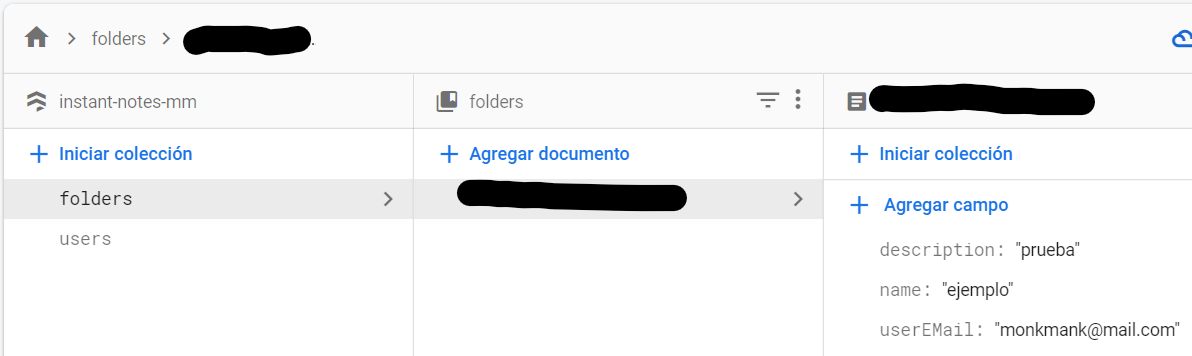 folders
instant-notes-mm
folders
Iniciar colección
Agregar documento
Iniciar colección
folders
users
Agregar campo
description: "prueba"
name: "ejemplo"
userEMail: "monkmank@mail.com"